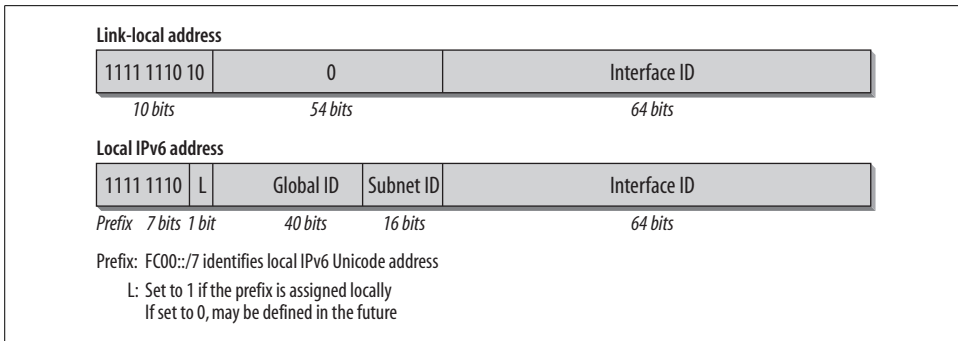 Link-local address
1111 1110 10 0 Interface ID
10 bits 54 bits 64 bits
Local IPv6 address
1111 1110 L Global ID Subnet ID Interface ID
Prefix 7 bits 1 bit 40 bits 16 bits 64 bits
Prefix: FC00::/7 identifies local IPv6 Unicode address
L: Set to 1 if the prefix is assigned locally
If set to 0, may be defined in the future